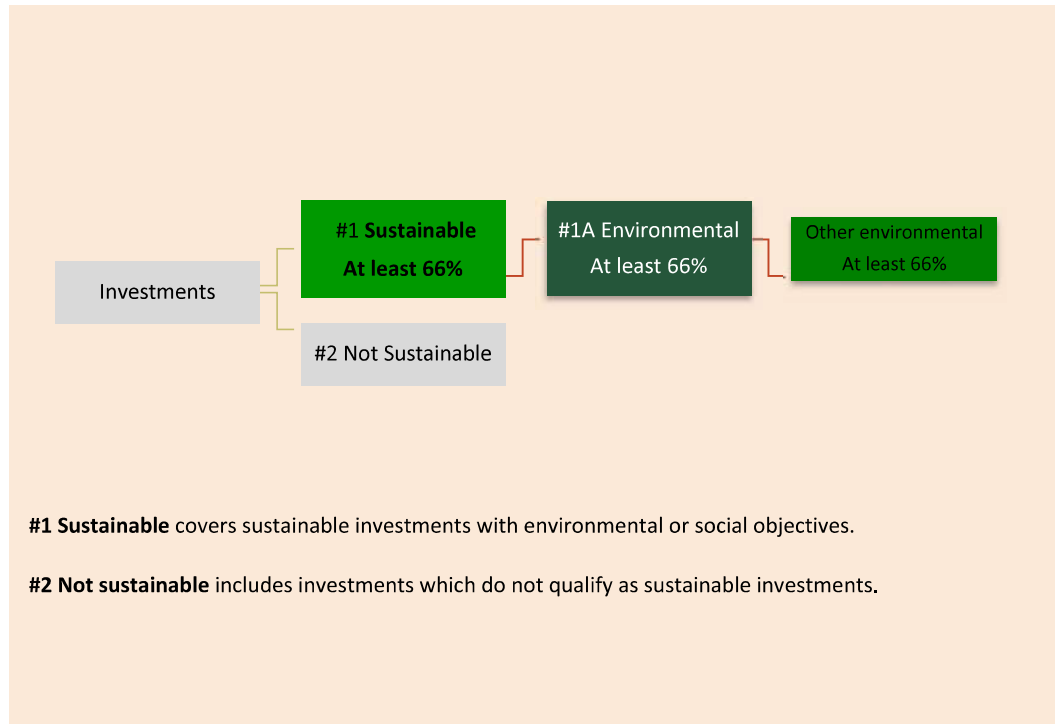 #1 Sustainable
At least 66%
#1A Environmental
At least 66%
Other environmental
At least 66%
Investments
#2 Not Sustainable
#1 Sustainable covers sustainable investments with environmental or social objectives.
#2 Not sustainable includes investments which do not qualify as sustainable investments.